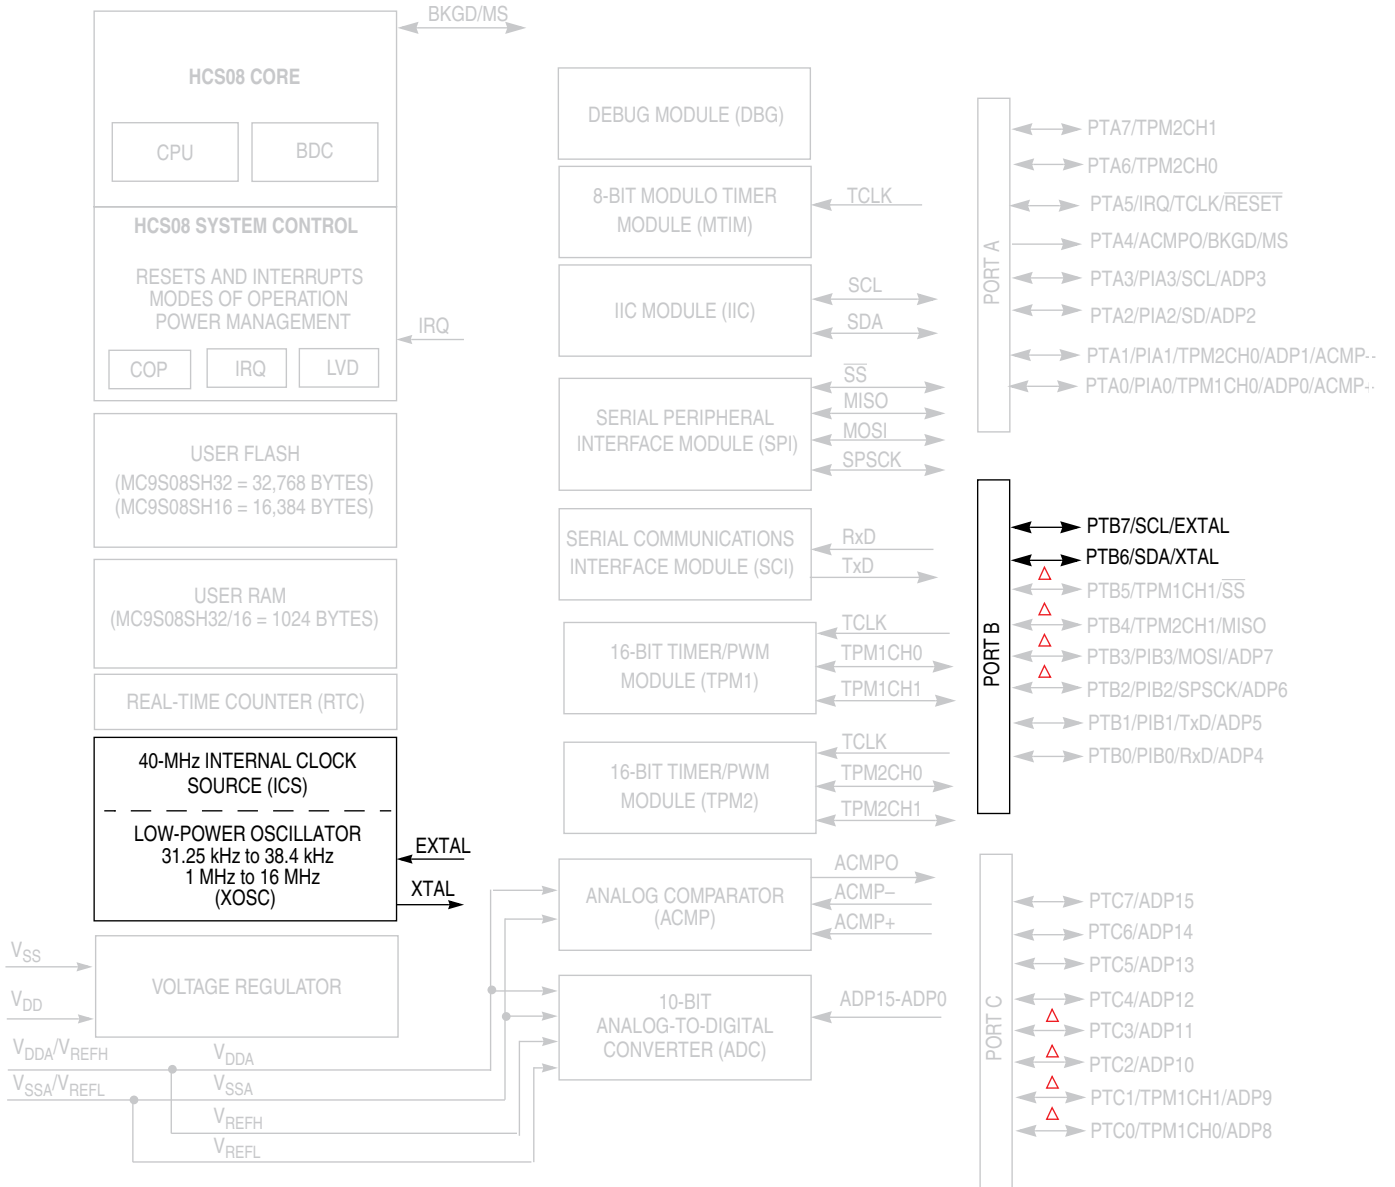 BKGD/MS
HCS08 CORE
CPU
BDC
HCS08 SYSTEM CONTROL
RESETS AND INTERRUPTS
MODES OF OPERATION
POWER MANAGEMENT
COP
IRQ
LVD
IRQ
USER FLASH
(MC9S08SH32 = 32,768 BYTES)
(MC9S08SH16 = 16,384 BYTES)
USER RAM
(MC9S08SH32/16 = 1024 BYTES)
REAL-TIME COUNTER (RTC)
40-MHz INTERNAL CLOCK
SOURCE (ICS)
LOW-POWER OSCILLATOR
31.25 kHz to 38.4 kHz
1 MHz to 16 MHz
(XOSC)
EXTAL
XTAL
VSS
VDD
VOLTAGE REGULATOR
VDDA/VREFH
VSSA/VREFL
VDDA
VSSA
VREFH
VREFL
DEBUG MODULE (DBG)
8-BIT MODULO TIMER
MODULE (MTIM)
TCLK
IIC MODULE (IIC)
SCL
SDA
SERIAL PERIPHERAL
INTERFACE MODULE (SPI)
SS
MISO
MOSI
SPSCK
SERIAL COMMUNICATIONS
INTERFACE MODULE (SCI)
RxD
TxD
16-BIT TIMER/PWM
MODULE (TPM1)
TCLK
TPM1CH0
TPM1CH1
16-BIT TIMER/PWM
MODULE (TPM2)
TCLK
TPM2CH0
TPM2CH1
ANALOG COMPARATOR
(ACMP)
ACMPO
ACMP–
ACMP+
10-BIT
ANALOG-TO-DIGITAL
CONVERTER (ADC)
ADP15-ADP0
PORT A
PTA7/TPM2CH1
PTA6/TPM2CH0
PTA5/IRQ/TCLK/RESET
PTA4/ACMPO/BKGD/MS
PTA3/PIA3/SCL/ADP3
PTA2/PIA2/SD/ADP2
PTA1/PIA1/TPM2CH0/ADP1/ACMP-
PTA0/PIA0/TPM1CH0/ADP0/ACMP
PORT B
PTB7/SCL/EXTAL
PTB6/SDA/XTAL
PTB5/TPM1CH1/SS
PTB4/TPM2CH1/MISO
PTB3/PIB3/MOSI/ADP7
PTB2/PIB2/SPSCK/ADP6
PTB1/PIB1/TxD/ADP5
PTB0/PIB0/RxD/ADP4
PORT C
PTC7/ADP15
PTC6/ADP14
PTC5/ADP13
PTC4/ADP12
PTC3/ADP11
PTC2/ADP10
PTC1/TPM1CH1/ADP9
PTC0/TPM1CH0/ADP8